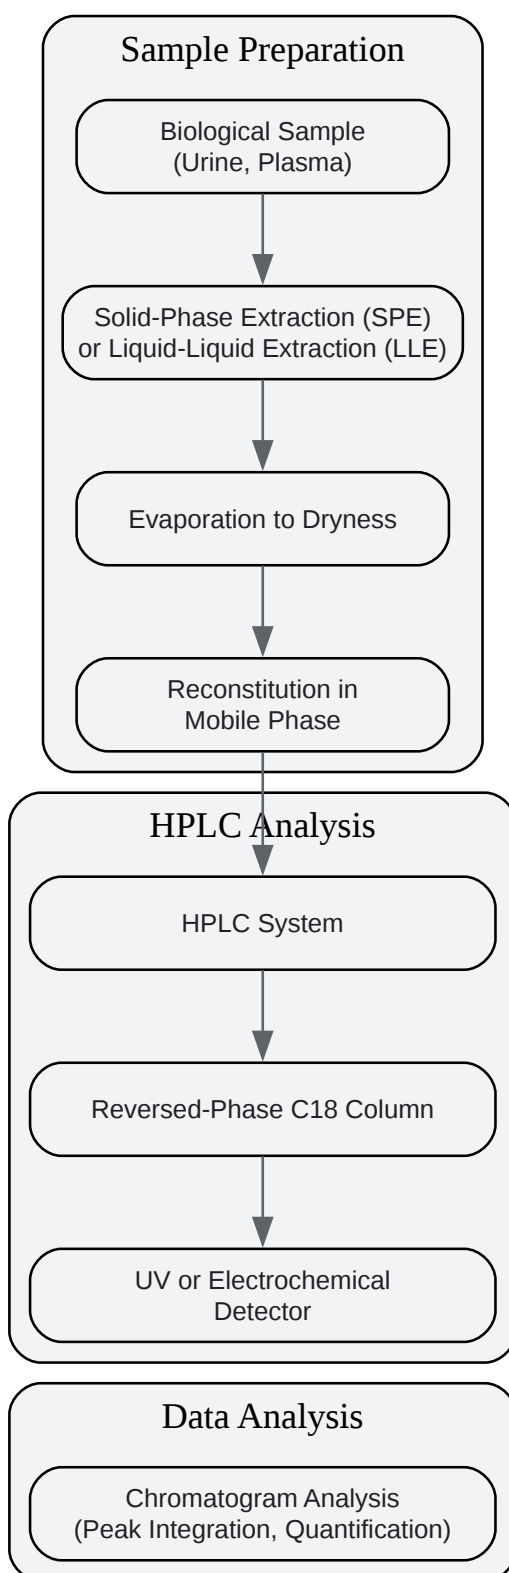 Sample Preparation
Biological Sample
(Urine, Plasma)
Solid-Phase Extraction (SPE)
or Liquid-Liquid Extraction (LLE)
Evaporation to Dryness
Reconstitution in
Mobile Phase
HPLC Analysis
HPLC System
Reversed-Phase C18 Column
UV or Electrochemical
Detector
Data Analysis
Chromatogram Analysis
(Peak Integration, Quantification)